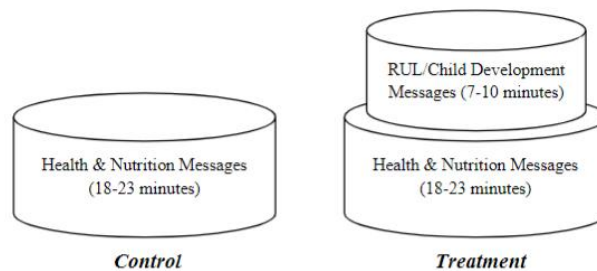 RUL/Child Development
Messages (7-10 minutes)
Health & Nutrition Messages
(18-23 minutes)
Health & Nutrition Messages
(18-23 minutes)
Control
Treatment